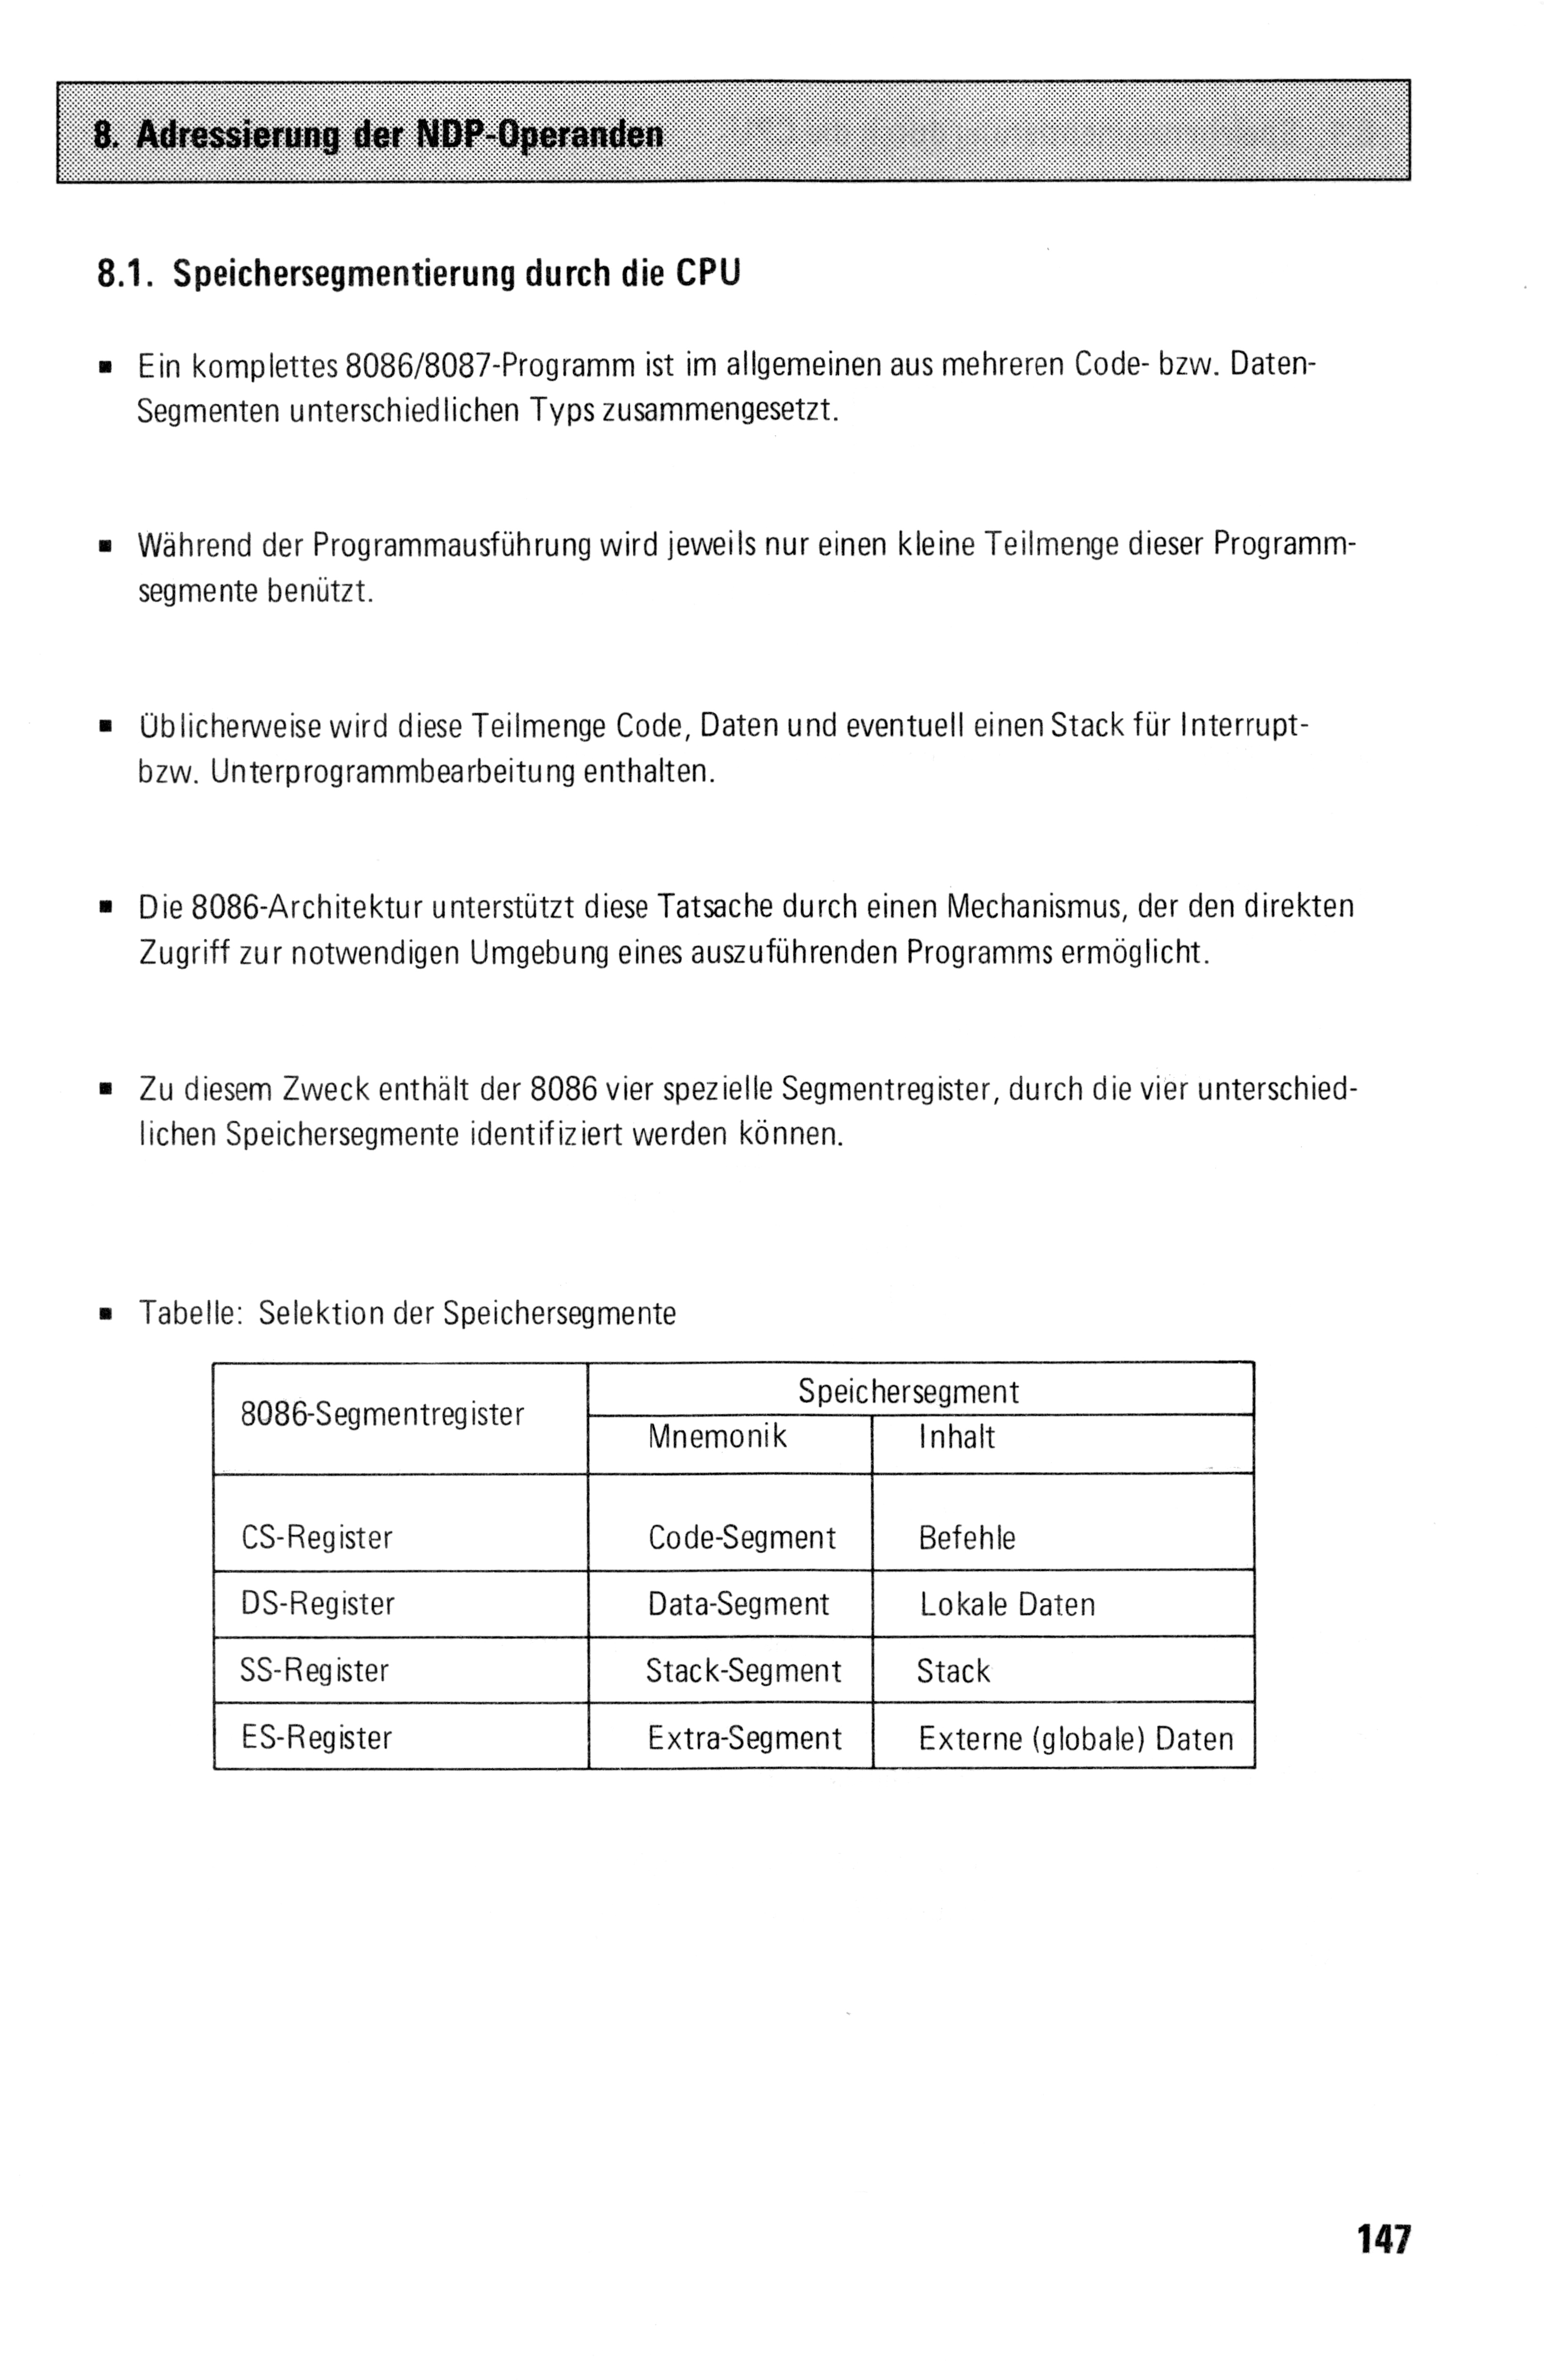 8. Adressierung der NDP-Operanden
8.1. Speichersegmentierung durch die CPU
▪ Ein komplettes 8086/8087-Programm ist im allgemeinen aus mehreren Code- bzw. Daten-
Segmenten unterschiedlichen Typs zusammengesetzt.
▪ Während der Programmausführung wird jeweils nur einen kleine Teilmenge dieser Programm-
segmente benützt.
▪ Üblicherweise wird diese Teilmenge Code, Daten und eventuell einen Stack für Interrupt-
bzw. Unterprogrammbearbeitung enthalten.
▪ Die 8086-Architektur unterstützt diese Tatsache durch einen Mechanismus, der den direkten
Zugriff zur notwendigen Umgebung eines auszuführenden Programms ermöglicht.
▪ Zu diesem Zweck enthält der 8086 vier spezielle Segmentregister, durch die vier unterschied-
lichen Speichersegmente identifiziert werden können.
▪ Tabelle: Selektion der Speichersegmente
Speichersegment
8086-Segmentregister
Mnemonik Inhalt
CS-Register Code-Segment Befehle
DS-Register Data-Segment Lokale Daten
SS-Register Stack-Segment Stack
ES-Register Extra-Segment Externe (globale) Daten
147